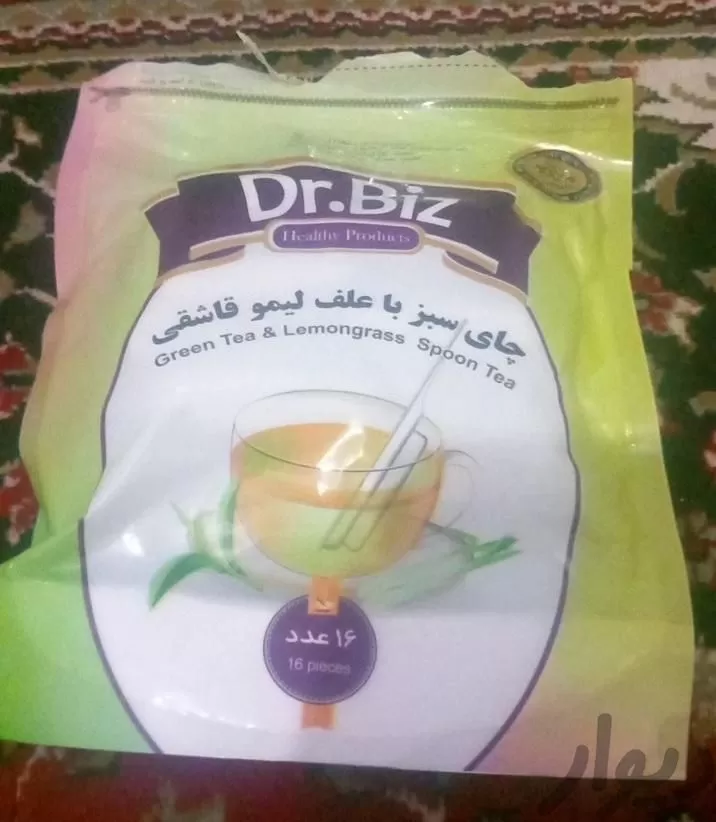 Dr.Biz
Healthy Products
چای سبز با علف لیمو قاشقی
Green Tea & Lemongrass Spoon Tea
۱۶ عدد
16 pieces
دیوار